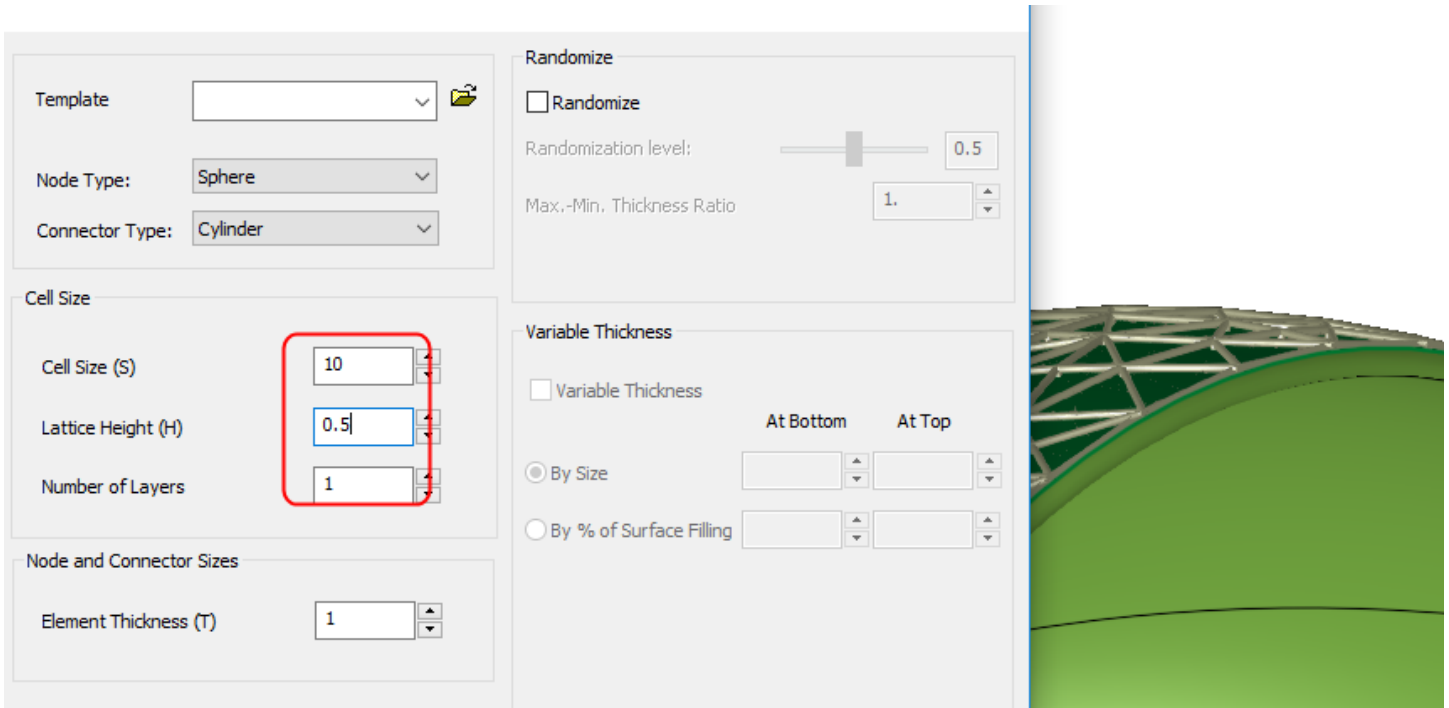 Template
Node Type: Sphere
Connector Type: Cylinder
Cell Size
Cell Size (S) 10
Lattice Height (H) 0.5
Number of Layers 1
Node and Connector Sizes
Element Thickness (T) 1
Randomize
Randomize
Randomization level: 0.5
Max.-Min. Thickness Ratio 1.
Variable Thickness
Variable Thickness
At Bottom At Top
By Size
By % of Surface Filling